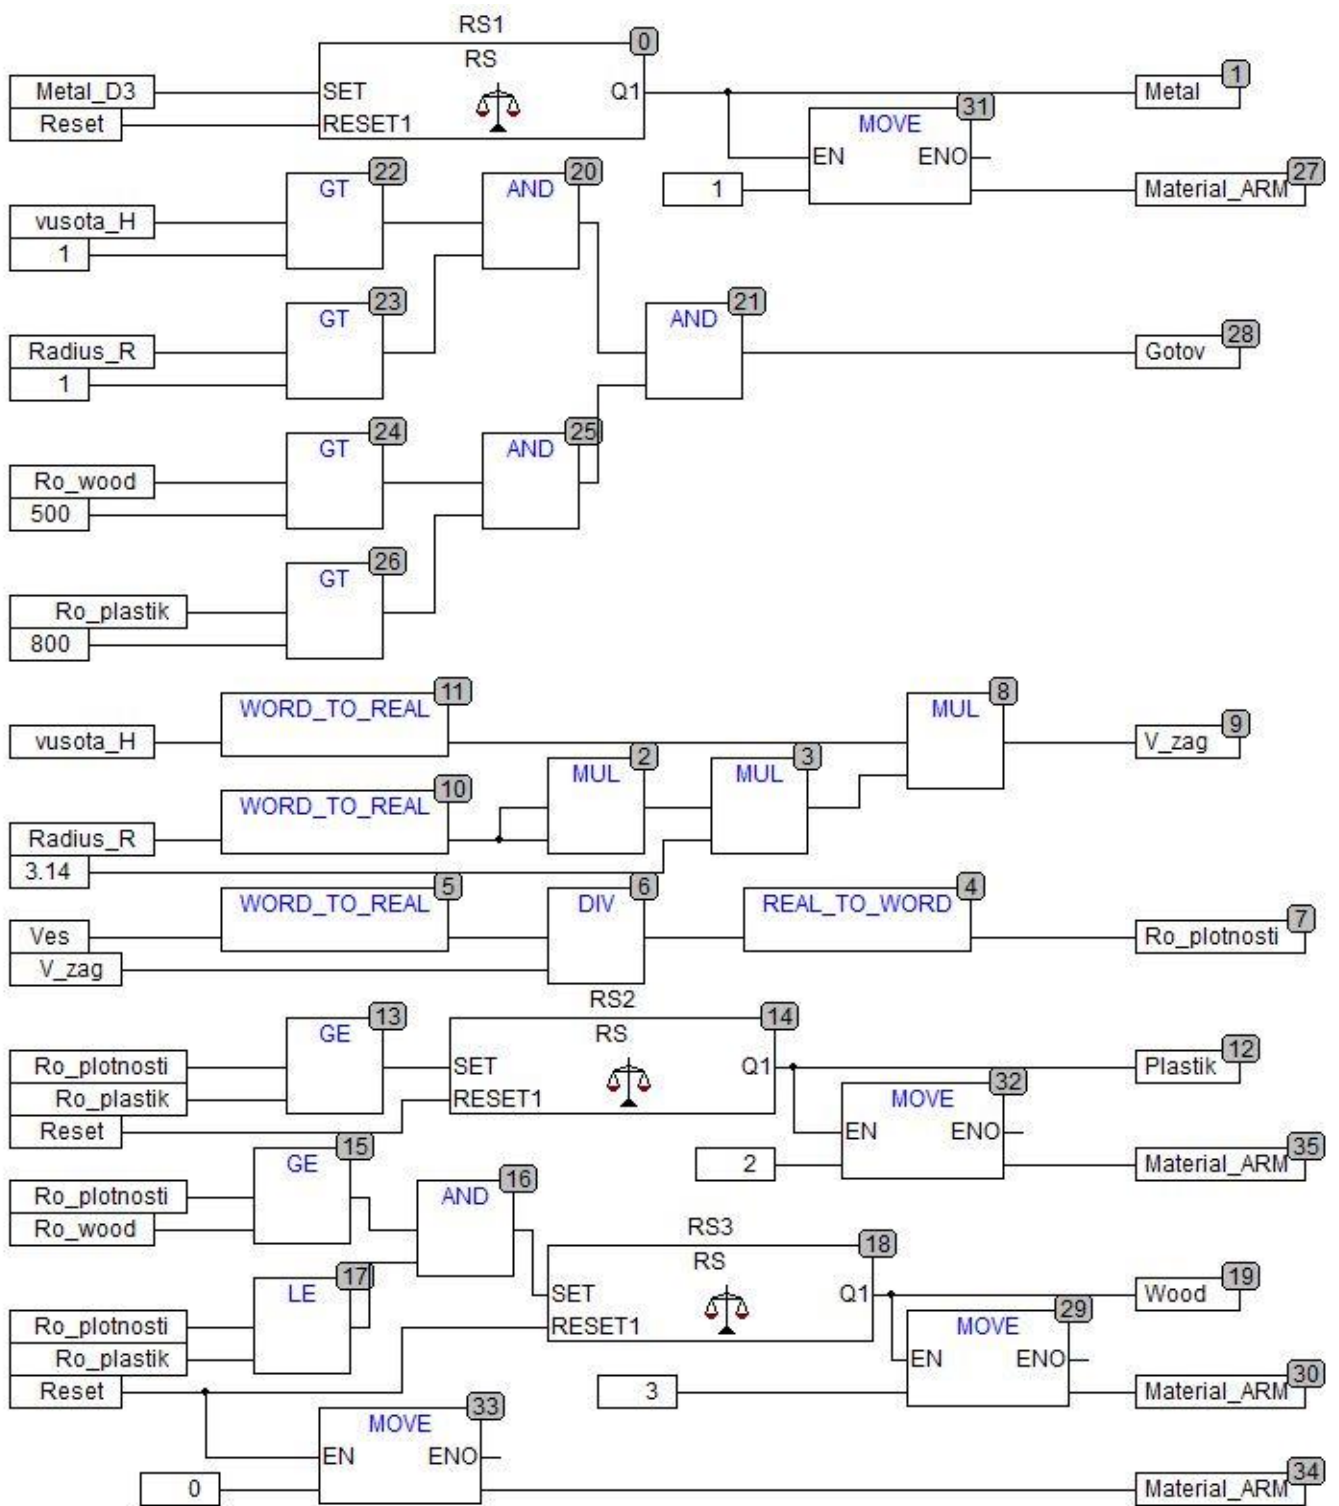 RS1
0
RS
Metal_D3 SET Q1 Metal 1
Reset RESET1
MOVE 31
EN ENO
1 Material_ARM 27
GT 22 AND 20
vusota_H
1
GT 23 AND 21
Radius_R Gotov 28
1
GT 24 AND 25
Ro_wood
500
GT 26
Ro_plastik
800
WORD_TO_REAL 11 MUL 8
vusota_H V_zag 9
MUL 2 MUL 3
WORD_TO_REAL 10
Radius_R
3.14
WORD_TO_REAL 5 DIV 6 REAL_TO_WORD 4
Ves Ro_plotnosti 7
V_zag
RS2
GE 13 RS 14
Ro_plotnosti SET Q1 Plastik 12
Ro_plastik RESET1 MOVE 32
Reset EN ENO
GE 15 2 Material_ARM 35
Ro_plotnosti AND 16
Ro_wood
RS3
RS 18
LE 17 SET Q1 Wood 19
Ro_plotnosti RESET1 MOVE 29
Ro_plastik EN ENO
Reset 3 Material_ARM 30
MOVE 33
EN ENO
0 Material_ARM 34